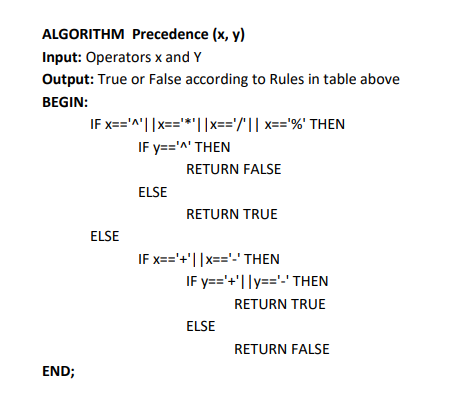 ALGORITHM Precedence (x, y)
Input: Operators x and Y
Output: True or False according to Rules in table above
BEGIN:
IF x=='^'||x=='*'||x=='/'|| x=='%' THEN
IF y=='^' THEN
RETURN FALSE
ELSE
RETURN TRUE
ELSE
IF x=='+'||x=='-' THEN
IF y=='+'||y=='-' THEN
RETURN TRUE
ELSE
RETURN FALSE
END;